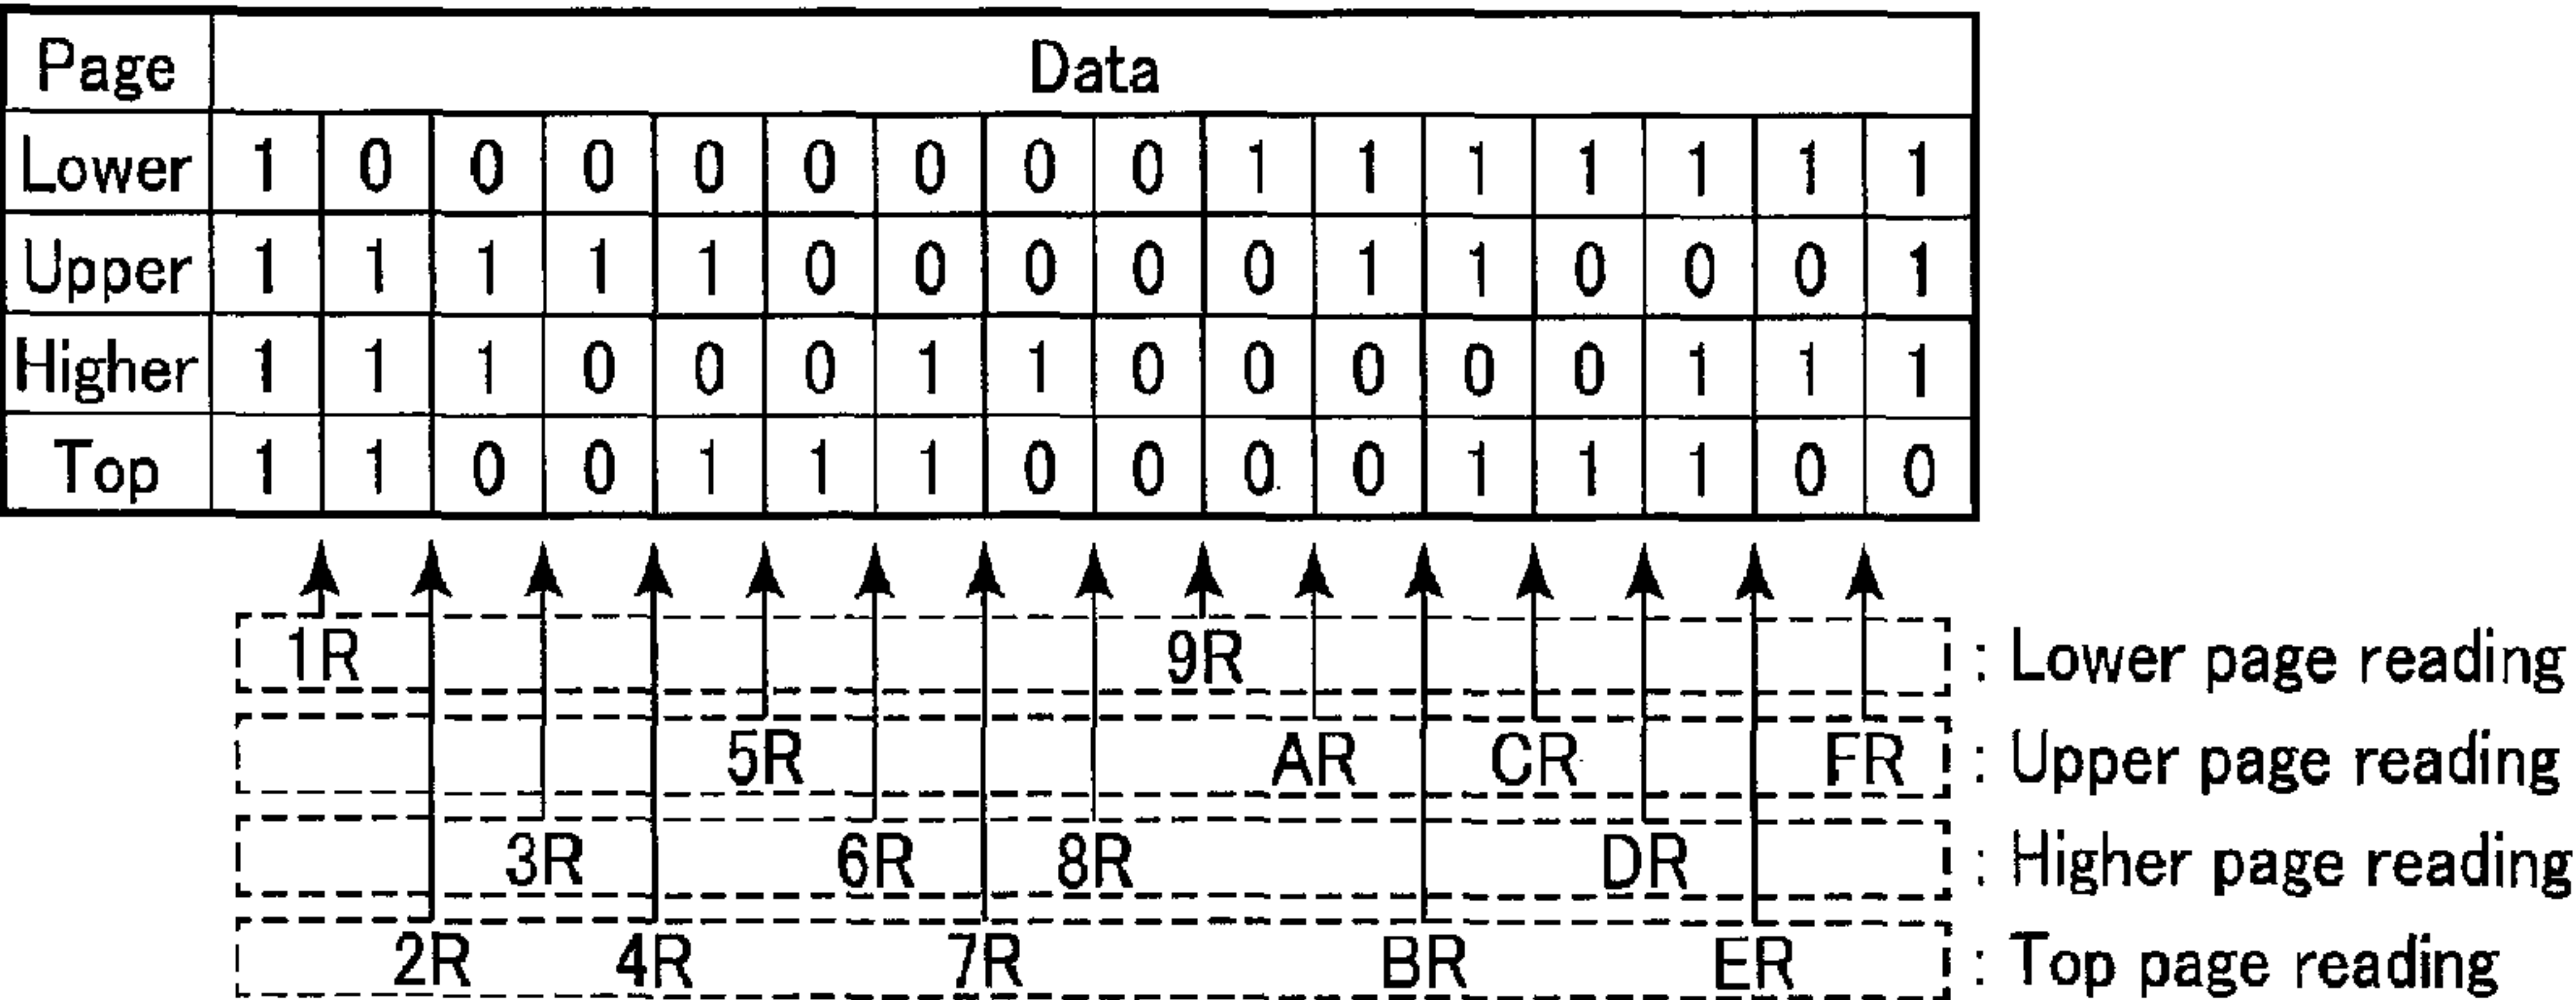 Page Data
Lower 1 0 0 0 0 0 0 0 0 1 1 1 1 1 1 1
Upper 1 1 1 1 1 0 0 0 0 0 1 1 0 0 0 1
Higher 1 1 1 0 0 0 1 1 0 0 0 0 0 1 1 1
Top 1 1 0 0 1 1 1 0 0 0 0 1 1 1 0 0
1R 9R : Lower page reading
5R AR CR FR : Upper page reading
3R 6R 8R DR : Higher page reading
2R 4R 7R BR ER : Top page reading